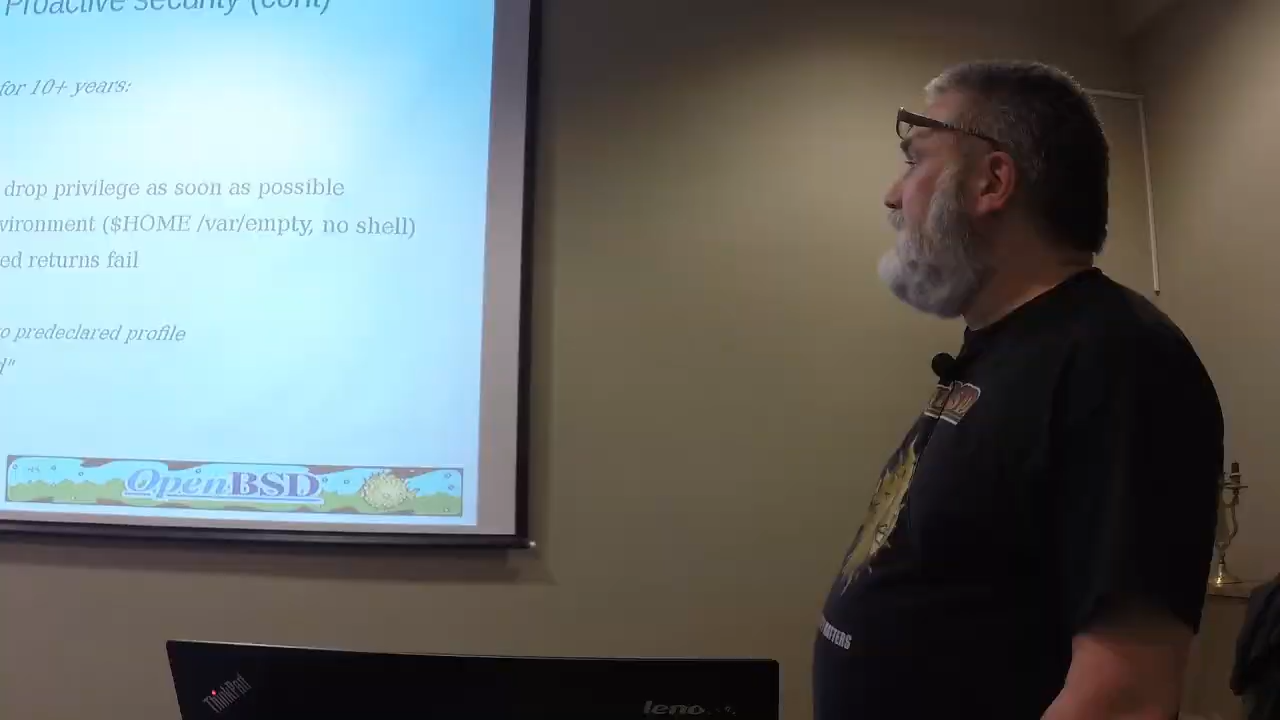 Proactive security (cont)
for 10+ years:
drop privilege as soon as possible
vironment ($HOME /var/empty, no shell)
ed returns fail
o predeclared profile
d"
OpenBSD
ThinkPad